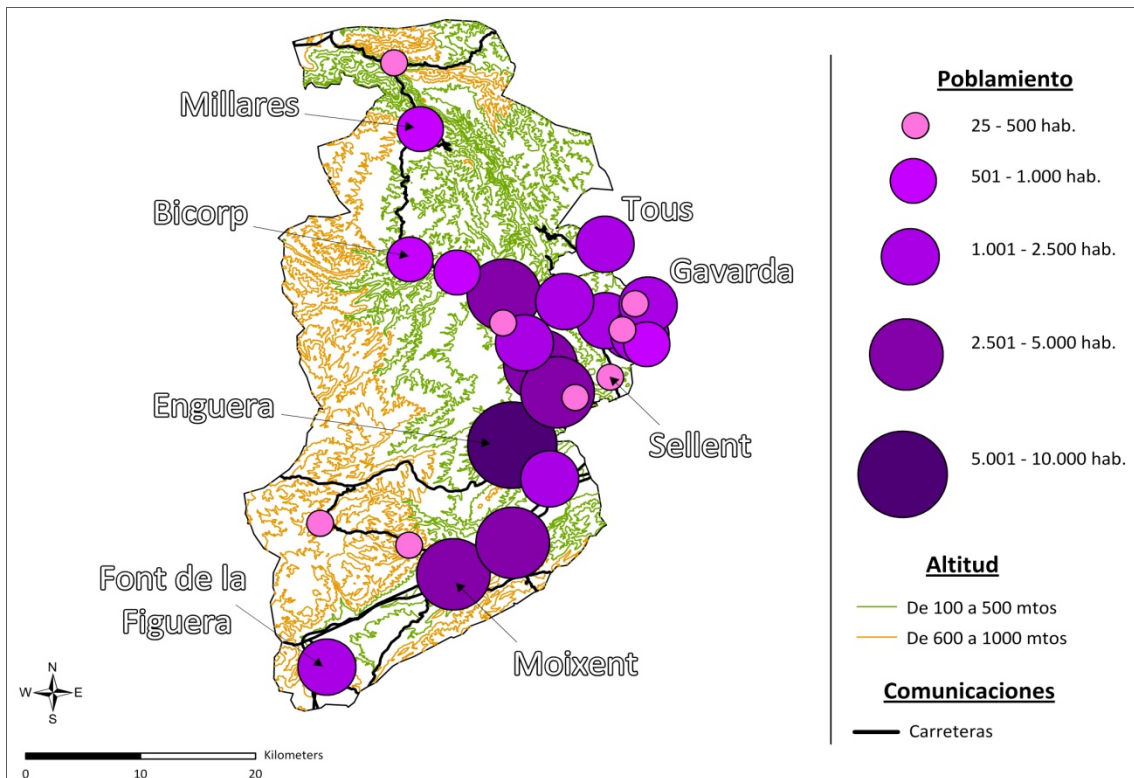 Millares
Bicorp
Tous
Gavarda
Enguera
Sellent
Font de la
Figuera
Moixent
N
W E
S
Kilometers
0 10 20
Poblamiento
25 - 500 hab.
501 - 1.000 hab.
1.001 - 2.500 hab.
2.501 - 5.000 hab.
5.001 - 10.000 hab.
Altitud
De 100 a 500 mtos
De 600 a 1000 mtos
Comunicaciones
Carreteras